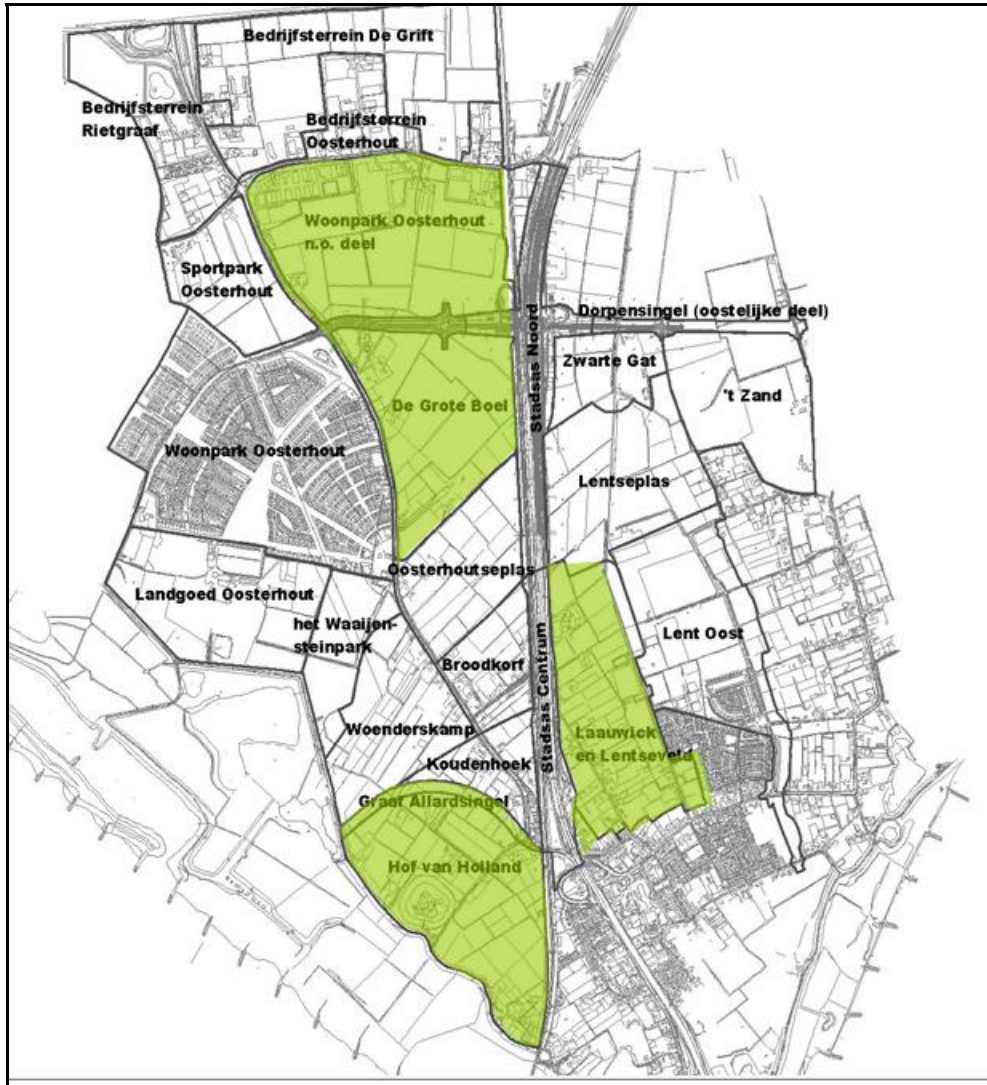 Bedrijfsterrein De Grift
Bedrijfsterrein
Rietgraaf
Bedrijfsterrein
Oosterhout
Woonpark Oosterhout
n.o. deel
Sportpark
Oosterhout
Dorpensingel (oostelijke deel)
Stadsas Noord
Zwarte Gat
't Zand
De Grote Boel
Woonpark Oosterhout
Lentseplas
Oosterhoutseplas
Landgoed Oosterhout
het Waaijen-
steinpark
Lent Oost
Broodkorf
Stadsas Centrum
Woenderskamp
Laauwick
en Lentseveld
Koudenhoek
Graaf Allardsingel
Hof van Holland